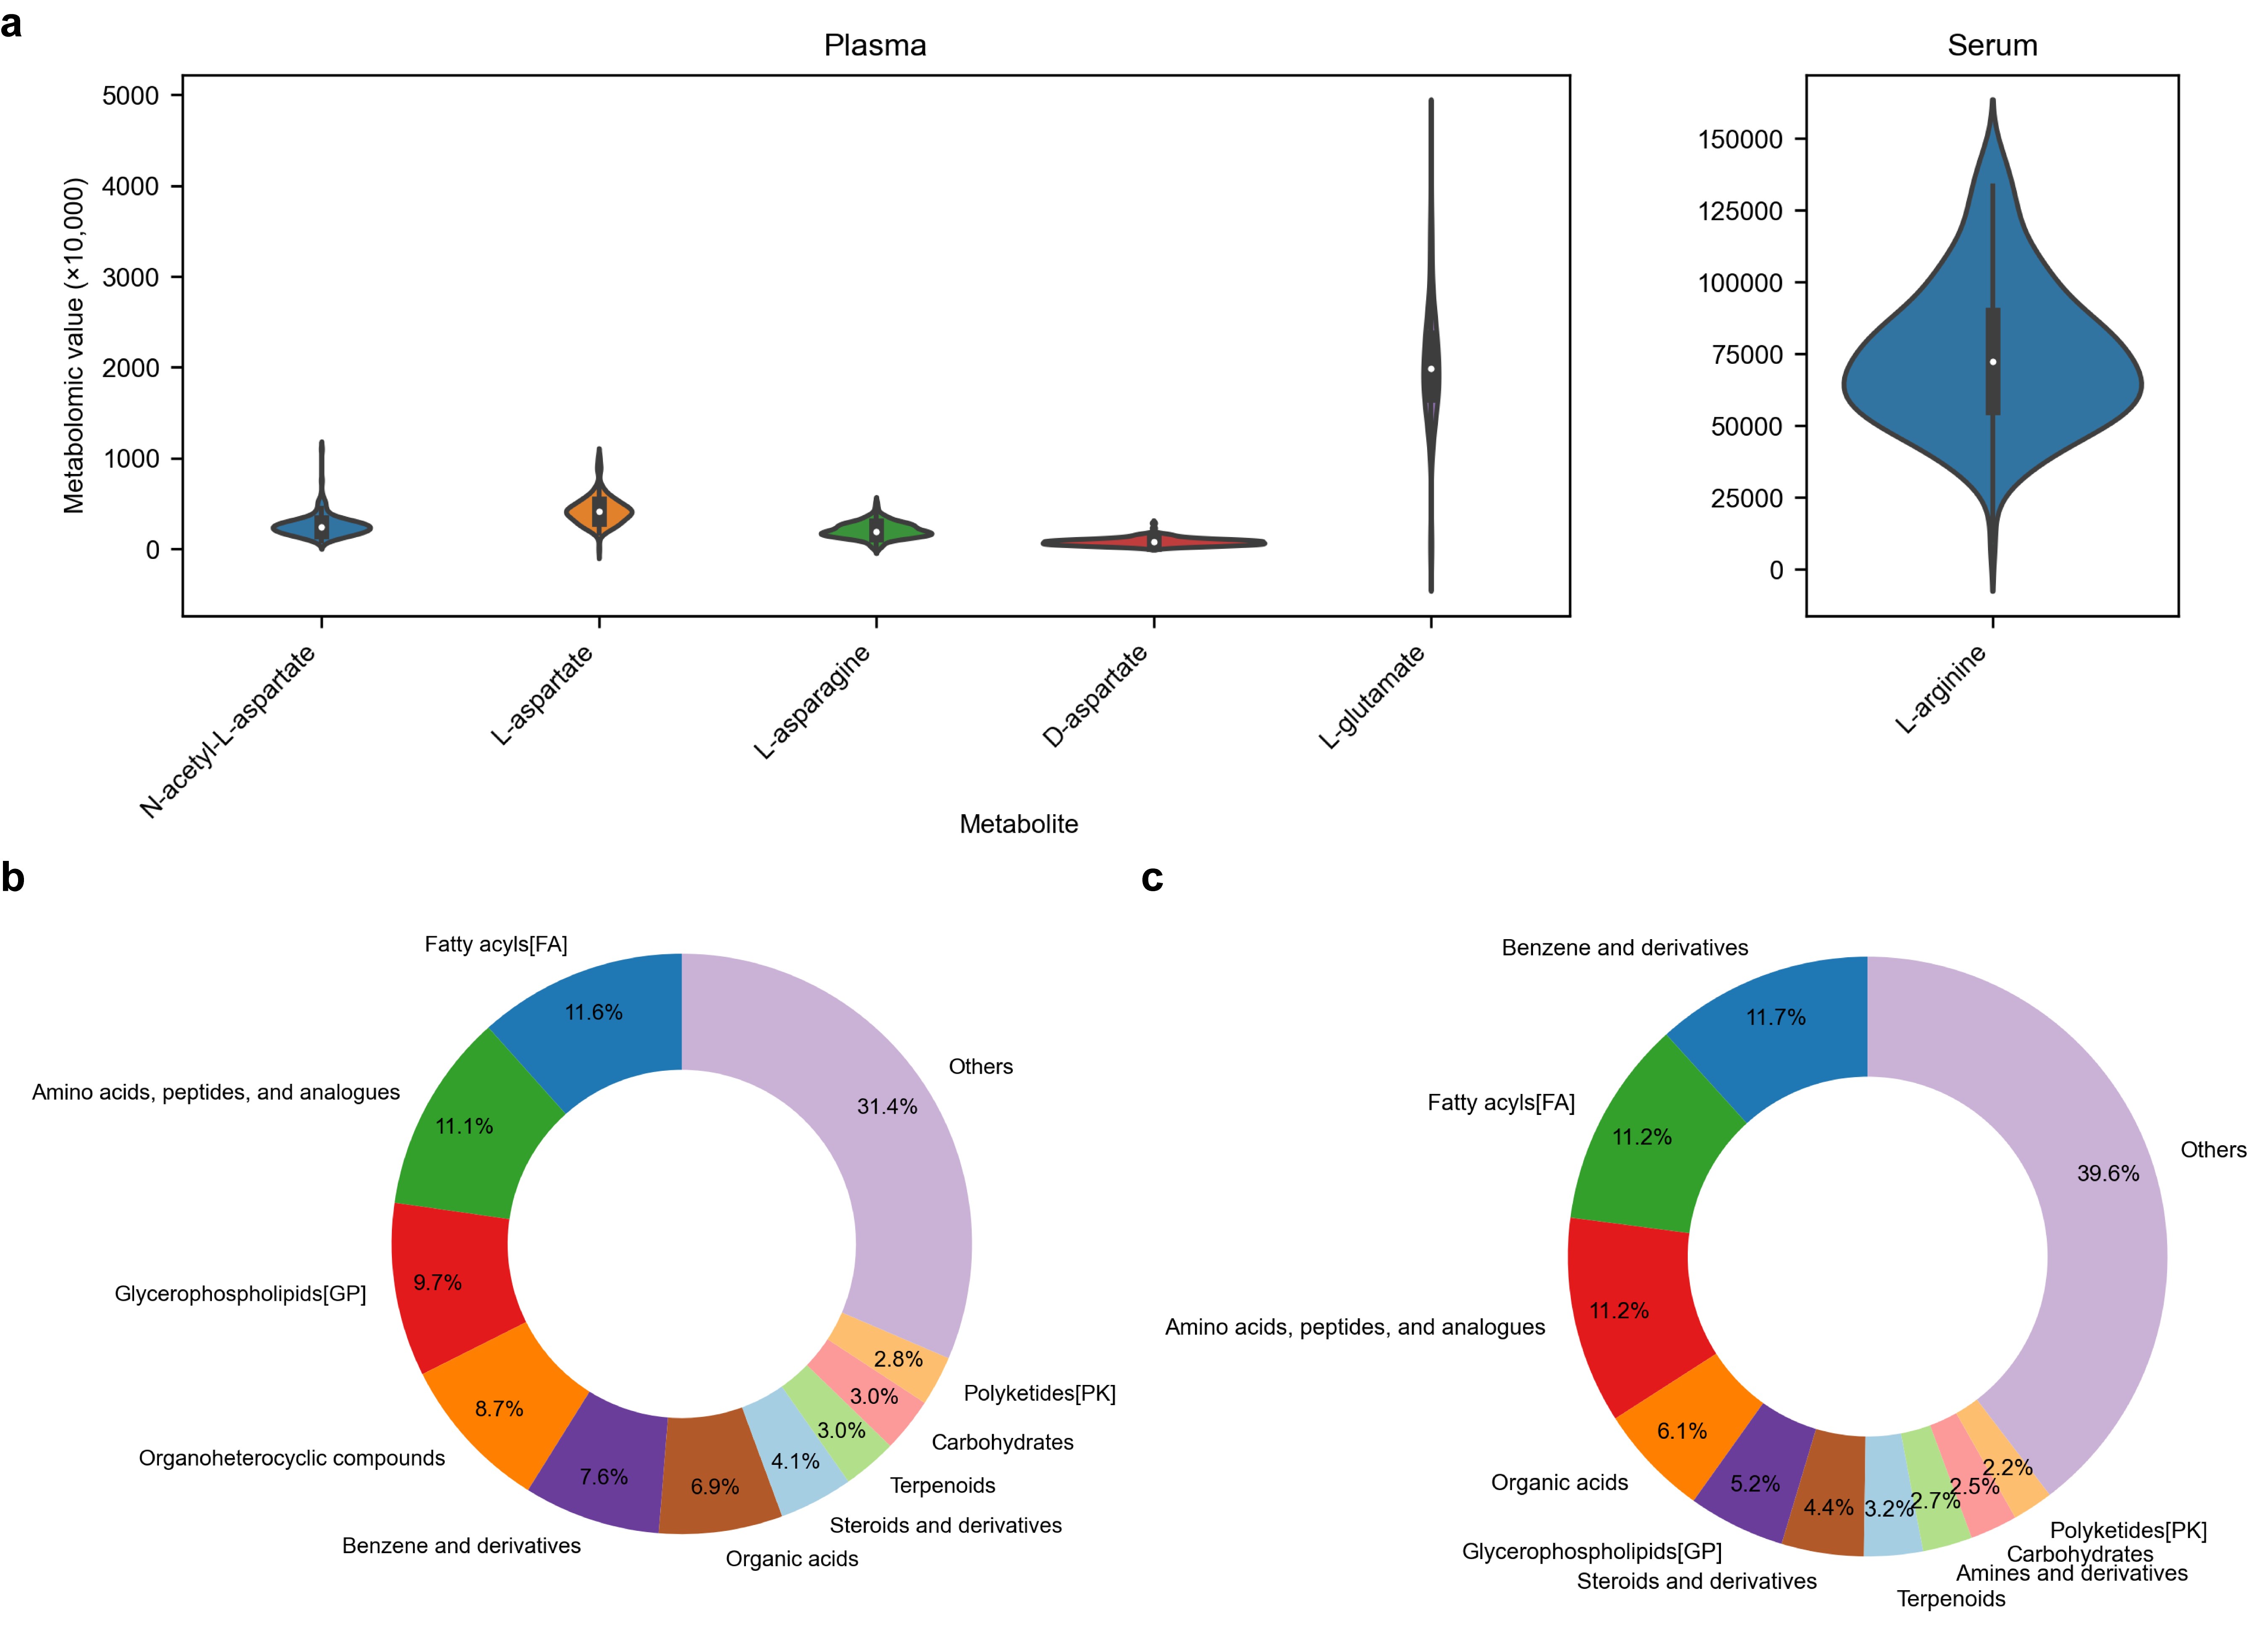 a
Plasma
Serum
5000
4000
3000
2000
1000
0
Metabolomic value (×10,000)
150000
125000
100000
75000
50000
25000
0
N-acetyl-L-aspartate
L-aspartate
L-asparagine
D-aspartate
L-glutamate
L-arginine
Metabolite
b
Fatty acyls[FA]
11.6%
Others
31.4%
Amino acids, peptides, and analogues
11.1%
Glycerophospholipids[GP]
9.7%
Organoheterocyclic compounds
8.7%
Benzene and derivatives
7.6%
Organic acids
6.9%
Steroids and derivatives
4.1%
Terpenoids
3.0%
Carbohydrates
3.0%
Polyketides[PK]
2.8%
c
Benzene and derivatives
11.7%
Others
39.6%
Fatty acyls[FA]
11.2%
Amino acids, peptides, and analogues
11.2%
Organic acids
6.1%
Glycerophospholipids[GP]
5.2%
Steroids and derivatives
4.4%
Terpenoids
3.2%
Amines and derivatives
2.7%
Carbohydrates
2.5%
Polyketides[PK]
2.2%